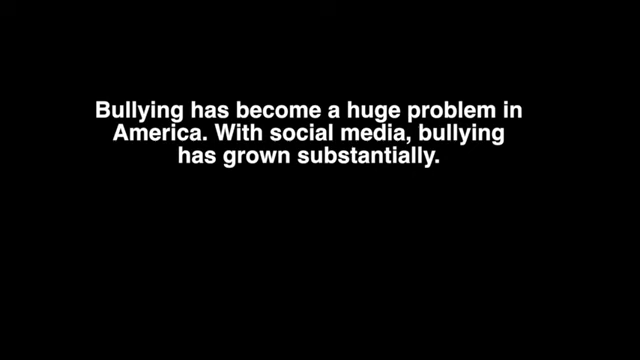 Bullying has become a huge problem in
America. With social media, bullying
has grown substantially.